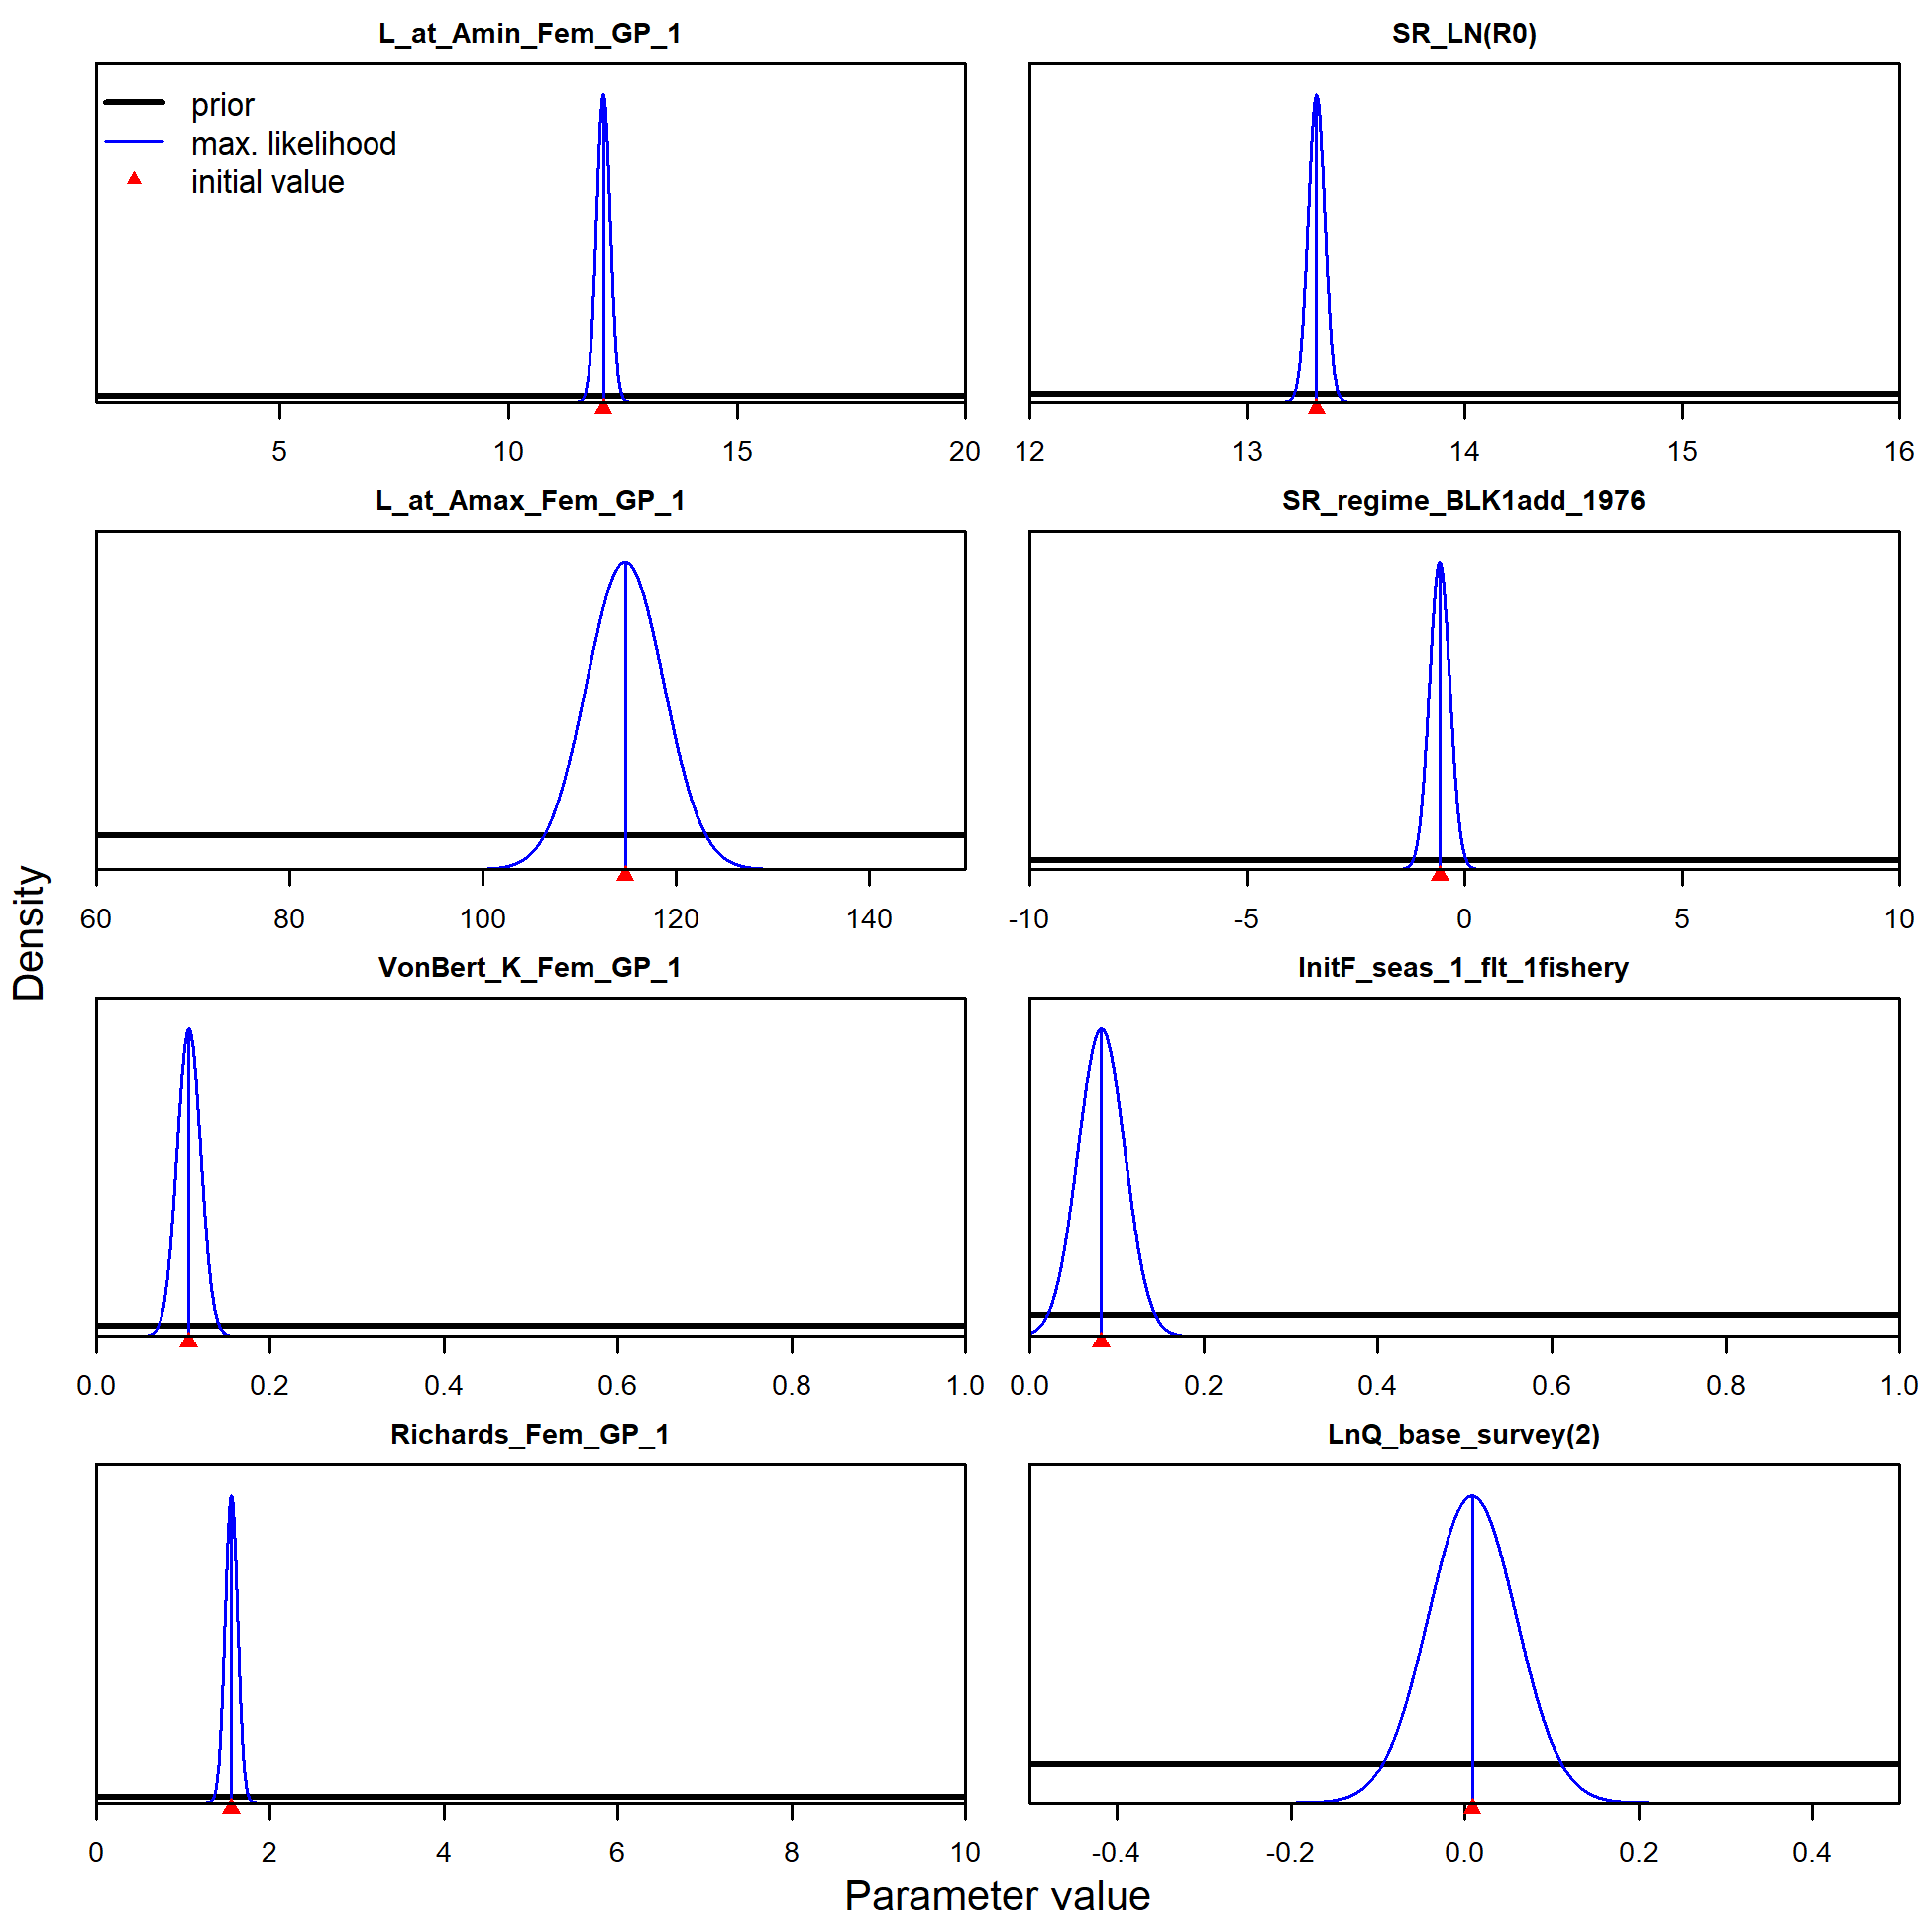 L_at_Amin_Fem_GP_1
prior
max. likelihood
initial value
5 10 15 20
SR_LN(R0)
12 13 14 15 16
L_at_Amax_Fem_GP_1
60 80 100 120 140
SR_regime_BLK1add_1976
-10 -5 0 5 10
VonBert_K_Fem_GP_1
0.0 0.2 0.4 0.6 0.8 1.0
InitF_seas_1_flt_1fishery
0.0 0.2 0.4 0.6 0.8 1.0
Richards_Fem_GP_1
0 2 4 6 8 10
LnQ_base_survey(2)
-0.4 -0.2 0.0 0.2 0.4
Density
Parameter value